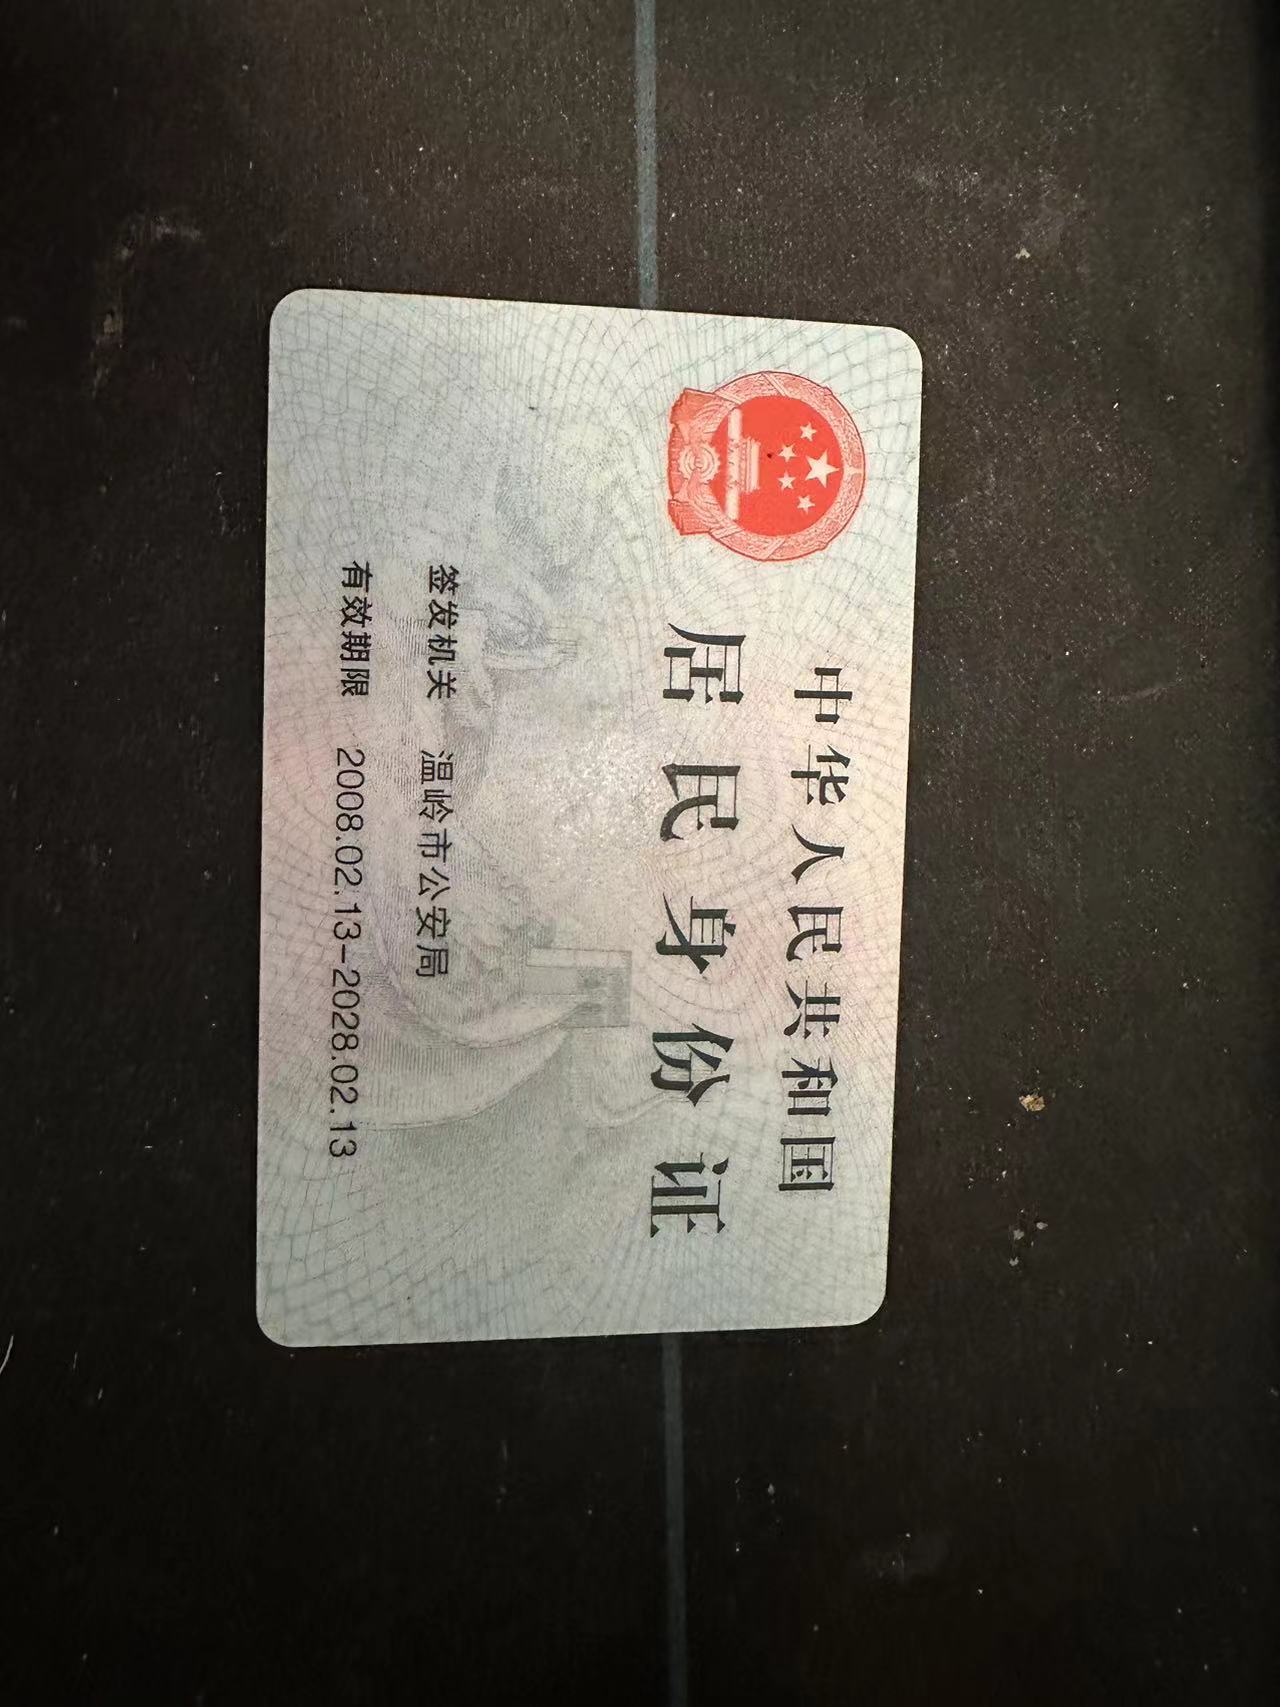 中华人民共和国
居民身份证
签发机关 温岭市公安局
有效期限 2008.02.13-2028.02.13